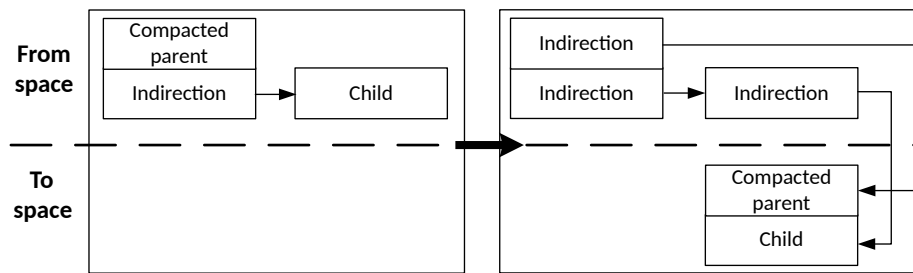 From
space
Compacted
parent
Indirection
Child
Indirection
Indirection
Indirection
To
space
Compacted
parent
Child